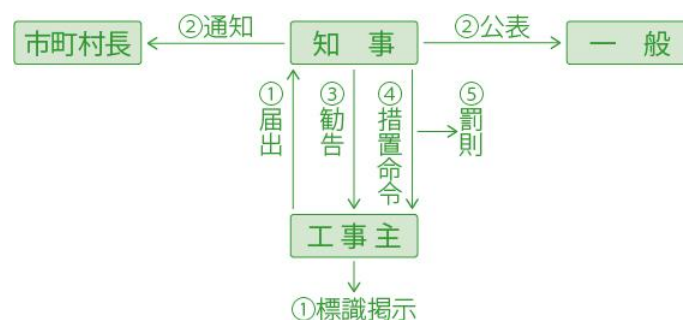 ②通知
②公表
市町村長
知事
一般
①届出
③勧告
④措置命令
⑤罰則
工事主
①標識掲示